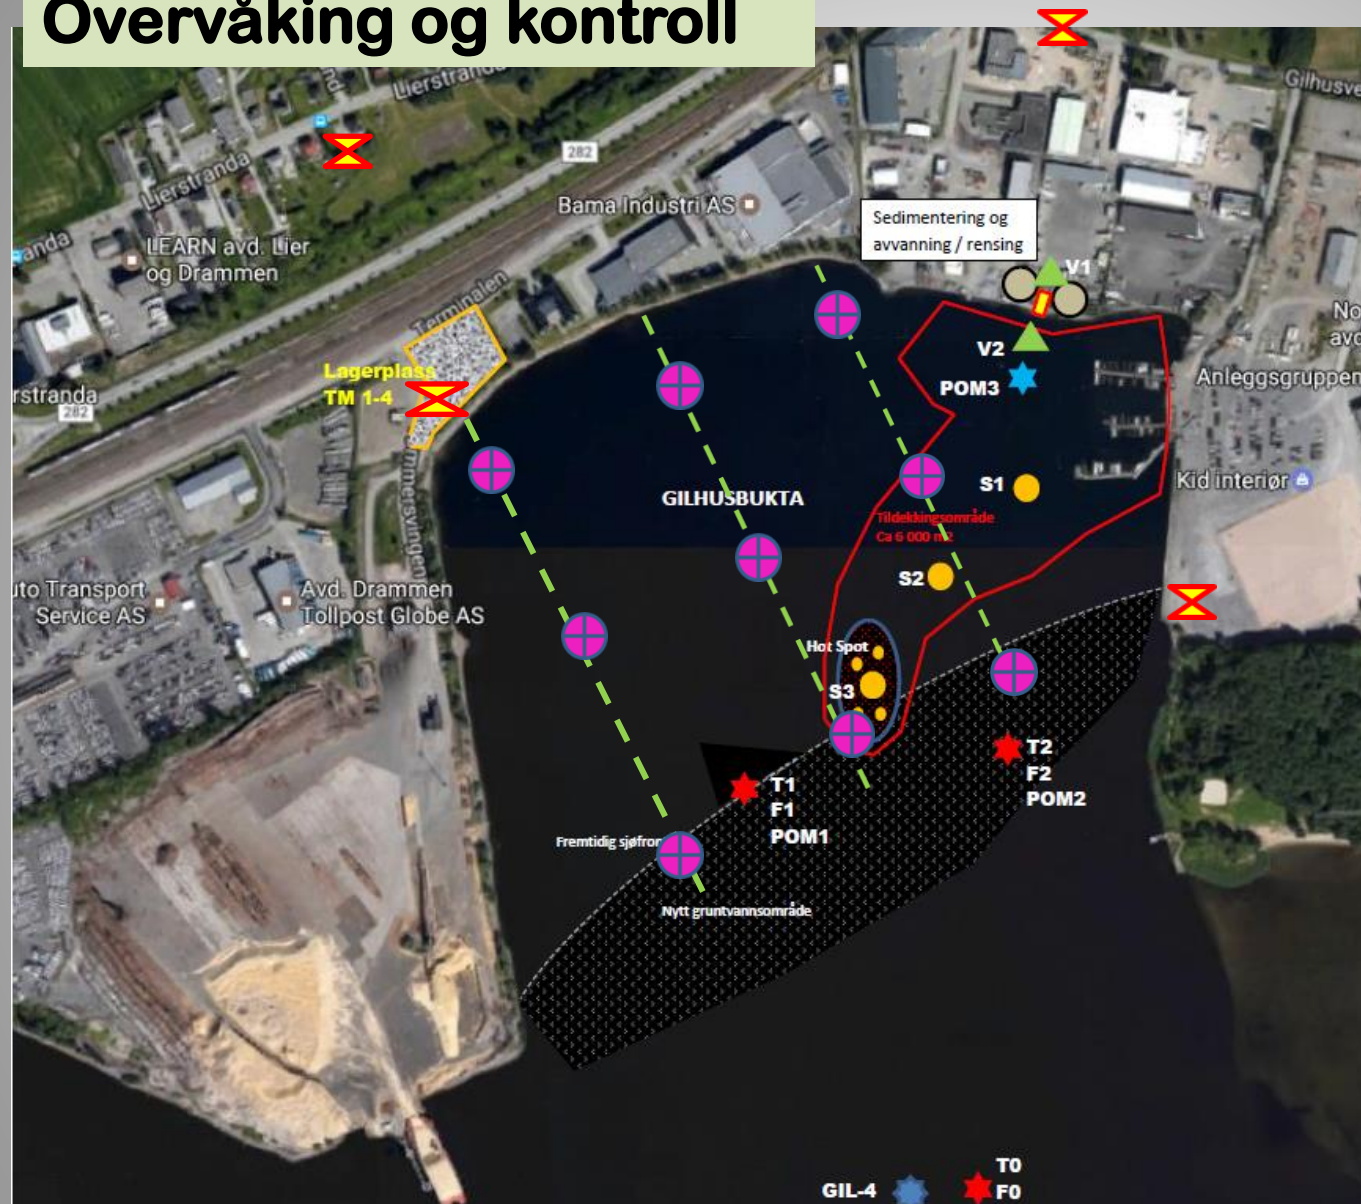 Overvåking og kontroll
Lierstranda
Gilhusve
282
Lierstranda
Bama Industri AS
Sedimentering og
avvanning / rensing
anda
LEARN avd. Lier
og Drammen
V1
Terminalen
No
avd
V2
Lagerplass
TM 1-4
POM3
Anleggsgruppen
rstranda
282
S1
Kid interiør
GILHUSBUKTA
Tildekkingsområde
Ca 6 000 m2
S2
uto Transport
Service AS
Avd. Drammen
Tollpost Globe AS
Hot Spot
S3
T2
F2
POM2
T1
F1
POM1
Fremtidig sjøfron
Nytt gruntvannsområde
T0
F0
GIL-4